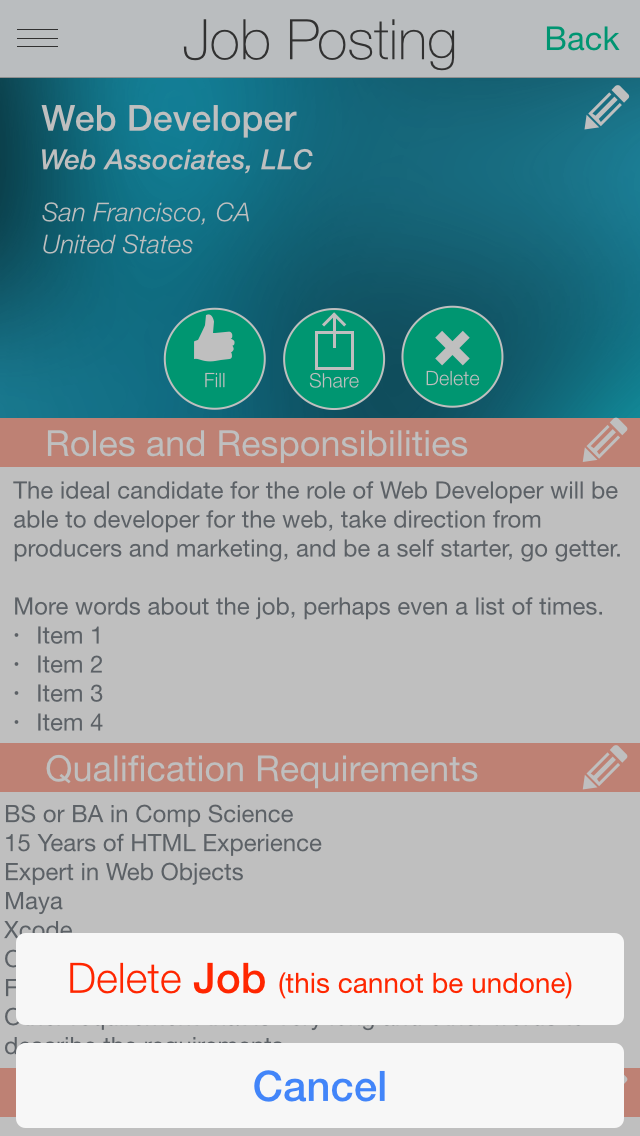 Job Posting
Back
Web Developer
Web Associates, LLC
San Francisco, CA
United States
Fill
Share
Delete
Roles and Responsibilities
The ideal candidate for the role of Web Developer will be
able to developer for the web, take direction from
producers and marketing, and be a self starter, go getter.
More words about the job, perhaps even a list of times.
• Item 1
• Item 2
• Item 3
• Item 4
Qualification Requirements
BS or BA in Comp Science
15 Years of HTML Experience
Expert in Web Objects
Maya
Xcode
Delete Job (this cannot be undone)
describe the requirements
Cancel